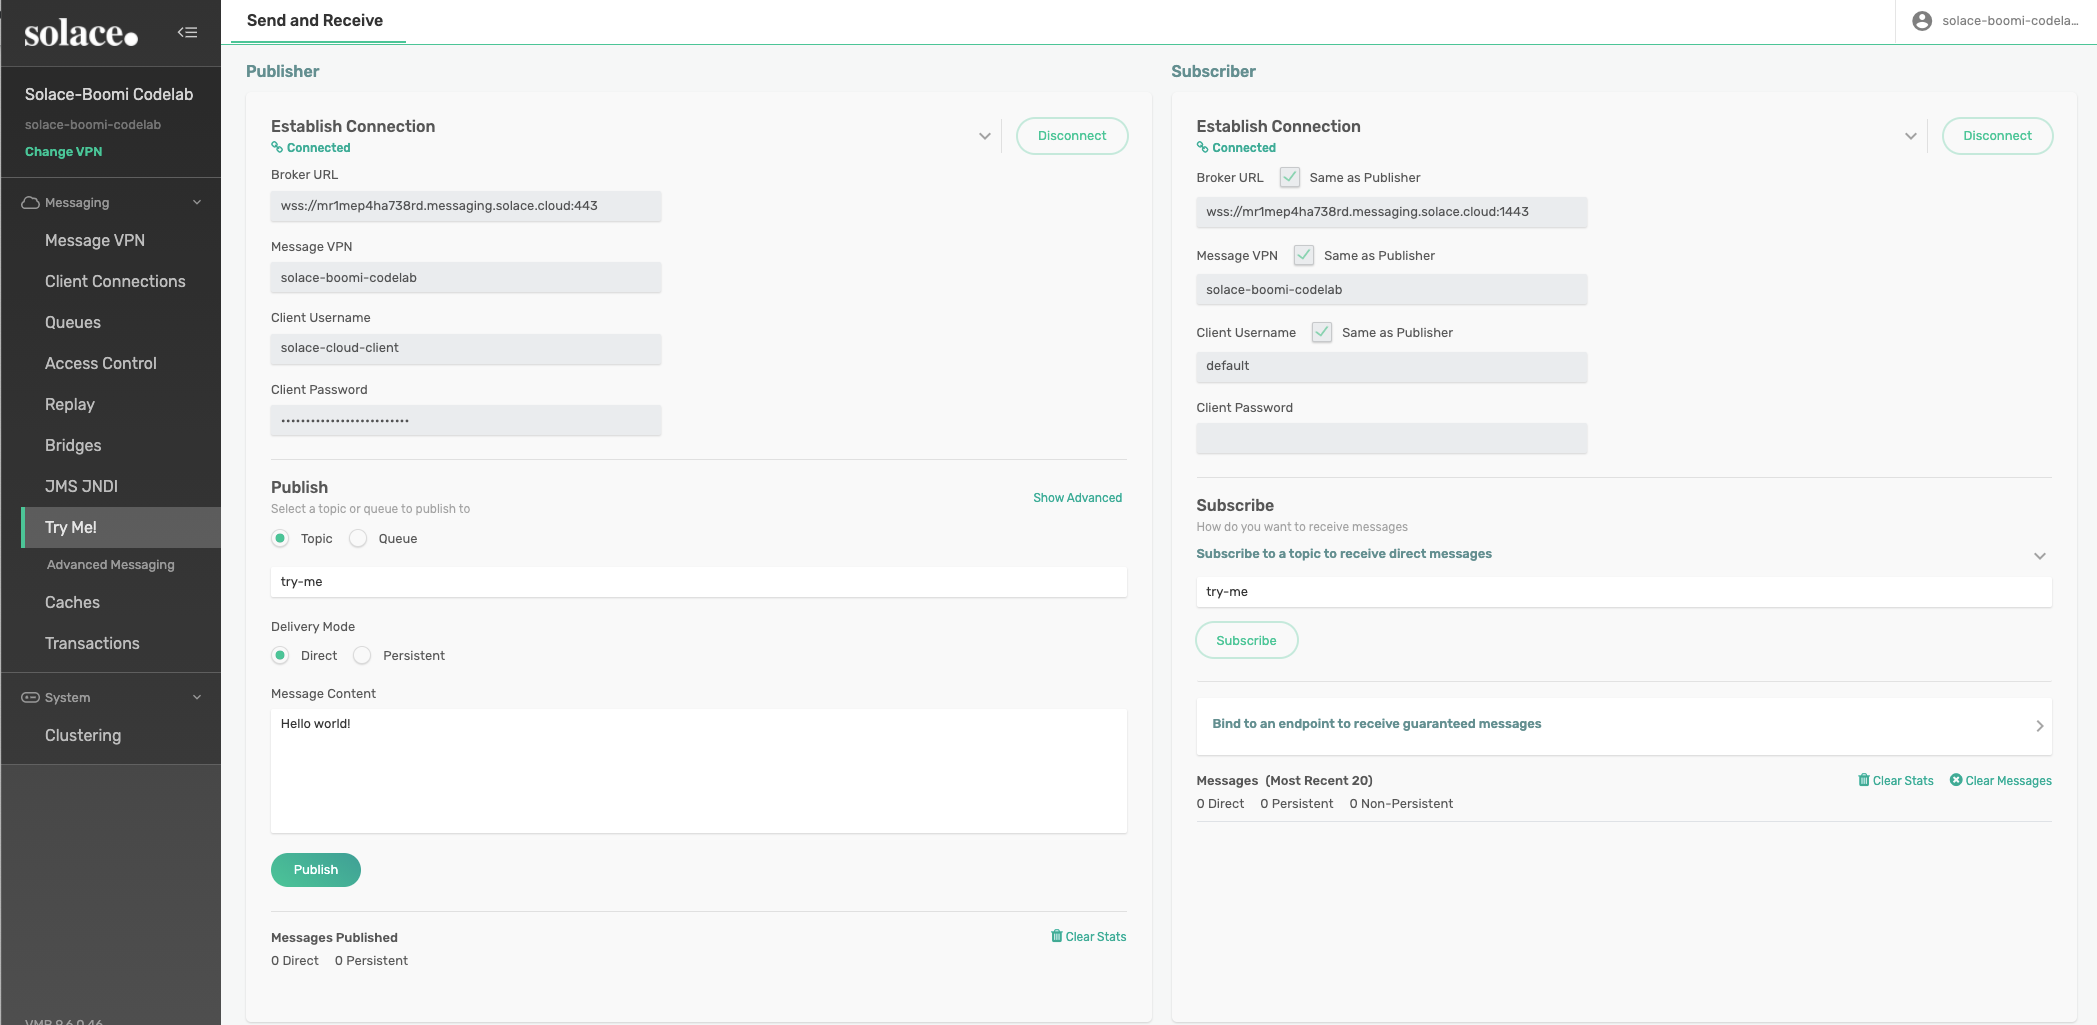 solace.
Solace-Boomi Codelab
solace-boomi-codelab
Change VPN
Messaging
Message VPN
Client Connections
Queues
Access Control
Replay
Bridges
JMS JNDI
Try Me!
Advanced Messaging
Caches
Transactions
System
Clustering
Send and Receive
solace-boomi-codela...
Publisher
Establish Connection
Connected
Disconnect
Broker URL
wss://mr1mep4ha738rd.messaging.solace.cloud:443
Message VPN
solace-boomi-codelab
Client Username
solace-cloud-client
Client Password
••••••••••••••••••••••••••
Publish
Select a topic or queue to publish to
Show Advanced
Topic Queue
try-me
Delivery Mode
Direct Persistent
Message Content
Hello world!
Publish
Messages Published
Clear Stats
0 Direct 0 Persistent
Subscriber
Establish Connection
Connected
Disconnect
Broker URL Same as Publisher
wss://mr1mep4ha738rd.messaging.solace.cloud:1443
Message VPN Same as Publisher
solace-boomi-codelab
Client Username Same as Publisher
default
Client Password
Subscribe
How do you want to receive messages
Subscribe to a topic to receive direct messages
try-me
Subscribe
Bind to an endpoint to receive guaranteed messages
Messages (Most Recent 20)
Clear Stats Clear Messages
0 Direct 0 Persistent 0 Non-Persistent